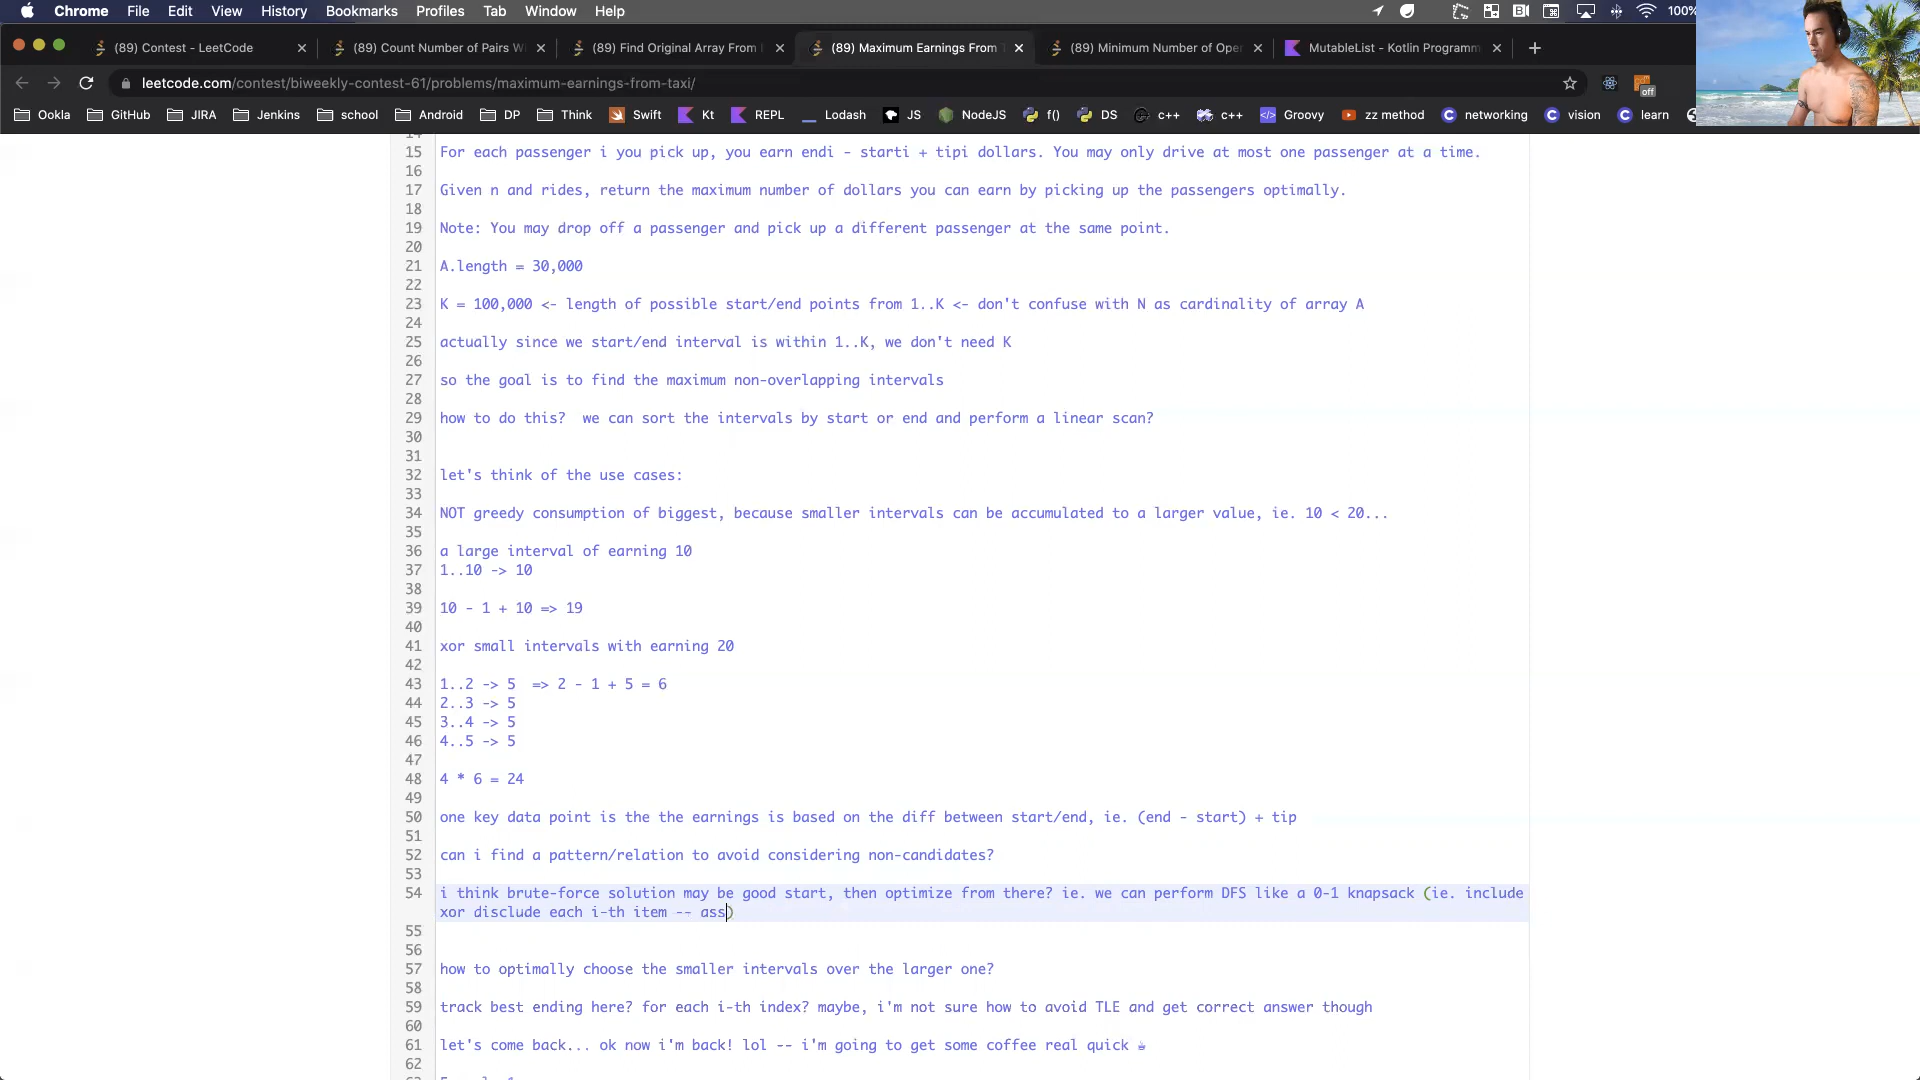 Chrome File Edit View History Bookmarks Profiles Tab Window Help 100%
(89) Contest - LeetCode (89) Count Number of Pairs W (89) Find Original Array From (89) Maximum Earnings From (89) Minimum Number of Oper MutableList - Kotlin Programm
leetcode.com/contest/biweekly-contest-61/problems/maximum-earnings-from-taxi/ off
Ookla GitHub JIRA Jenkins school Android DP Think Swift Kt REPL Lodash JS NodeJS f() DS c++ c++ Groovy zz method networking vision learn
15 For each passenger i you pick up, you earn endi - starti + tipi dollars. You may only drive at most one passenger at a time.
16
17 Given n and rides, return the maximum number of dollars you can earn by picking up the passengers optimally.
18
19 Note: You may drop off a passenger and pick up a different passenger at the same point.
20
21 A.length = 30,000
22
23 K = 100,000 <- length of possible start/end points from 1..K <- don't confuse with N as cardinality of array A
24
25 actually since we start/end interval is within 1..K, we don't need K
26
27 so the goal is to find the maximum non-overlapping intervals
28
29 how to do this?  we can sort the intervals by start or end and perform a linear scan?
30
31
32 let's think of the use cases:
33
34 NOT greedy consumption of biggest, because smaller intervals can be accumulated to a larger value, ie. 10 < 20...
35
36 a large interval of earning 10
37 1..10 -> 10
38
39 10 - 1 + 10 => 19
40
41 xor small intervals with earning 20
42
43 1..2 -> 5  => 2 - 1 + 5 = 6
44 2..3 -> 5
45 3..4 -> 5
46 4..5 -> 5
47
48 4 * 6 = 24
49
50 one key data point is the the earnings is based on the diff between start/end, ie. (end - start) + tip
51
52 can i find a pattern/relation to avoid considering non-candidates?
53
54 i think brute-force solution may be good start, then optimize from there? ie. we can perform DFS like a 0-1 knapsack (ie. include
xor disclude each i-th item -- ass)
55
56
57 how to optimally choose the smaller intervals over the larger one?
58
59 track best ending here? for each i-th index? maybe, i'm not sure how to avoid TLE and get correct answer though
60
61 let's come back... ok now i'm back! lol -- i'm going to get some coffee real quick ☕
62